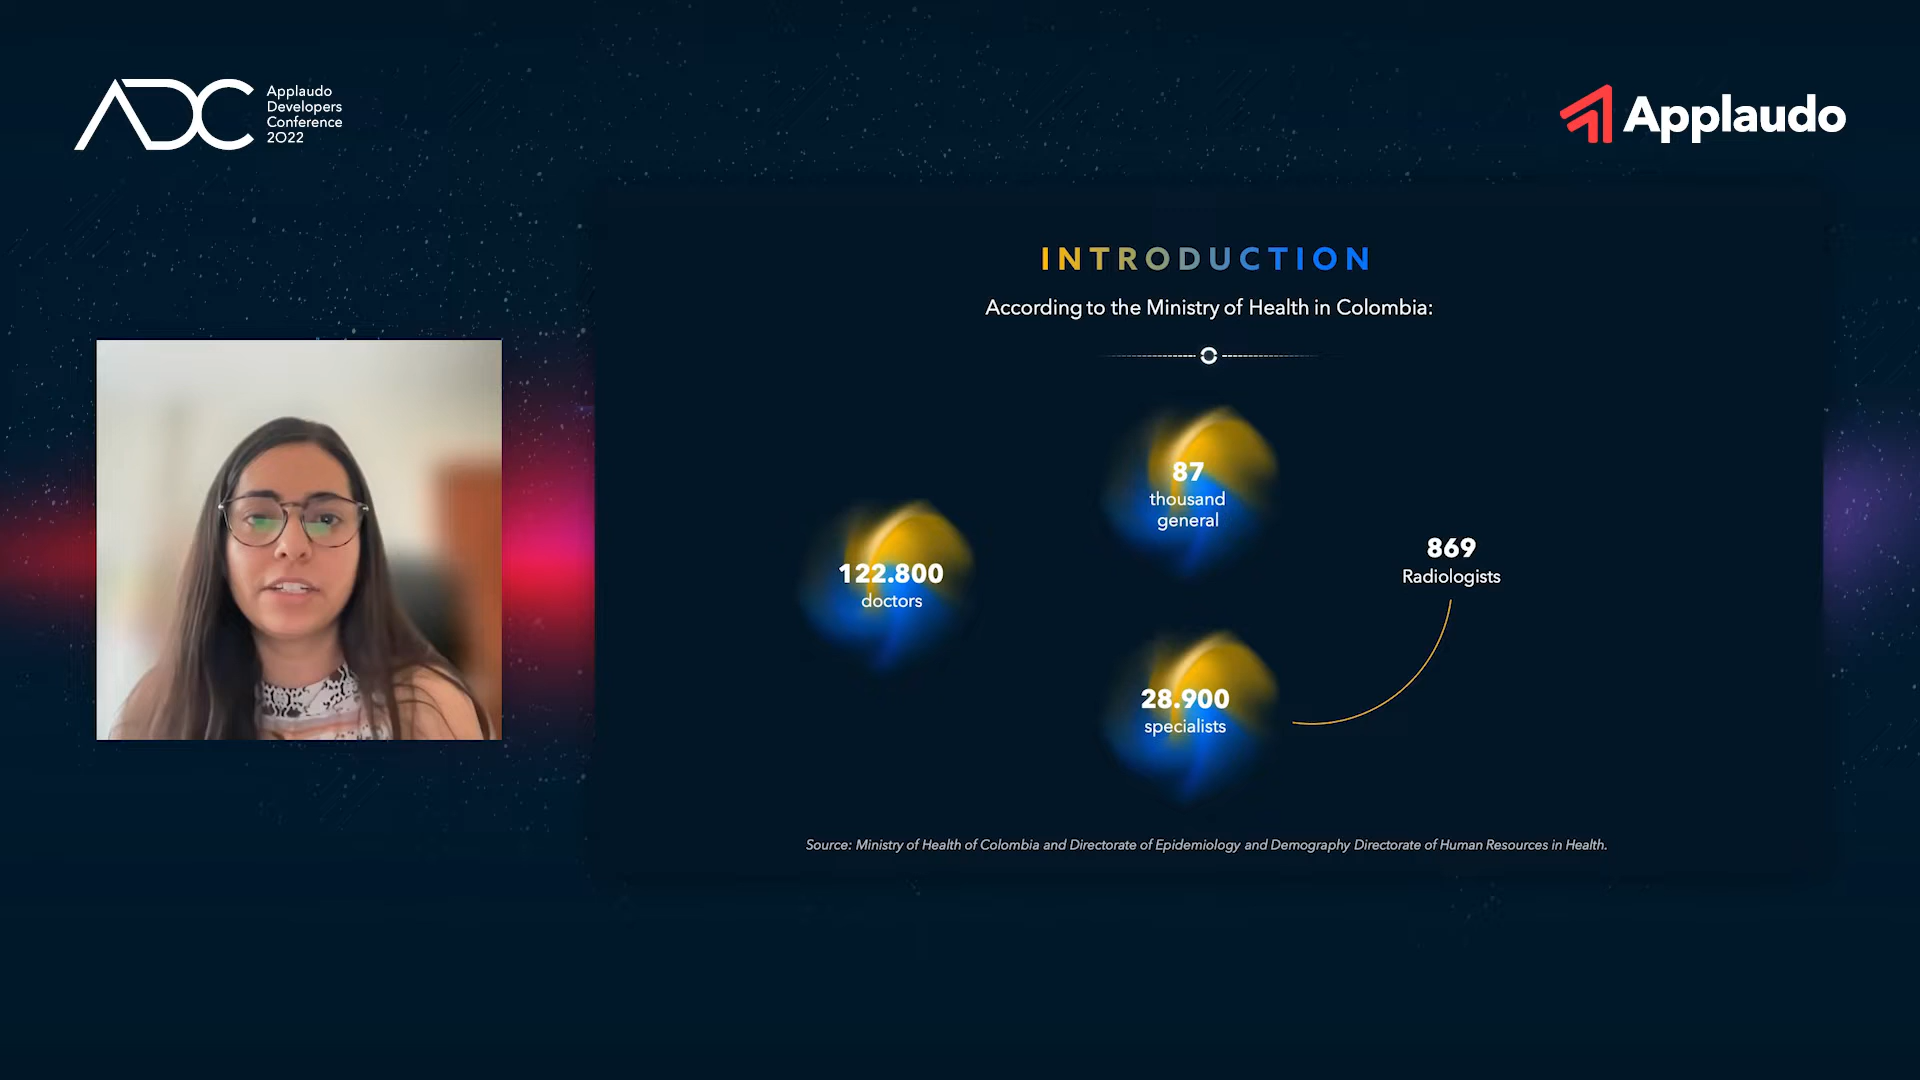 Applaudo
Developers
Conference
2022
Applaudo
INTRODUCTION
According to the Ministry of Health in Colombia:
122.800
doctors
87
thousand
general
28.900
specialists
869
Radiologists
Source: Ministry of Health of Colombia and Directorate of Epidemiology and Demography Directorate of Human Resources in Health.